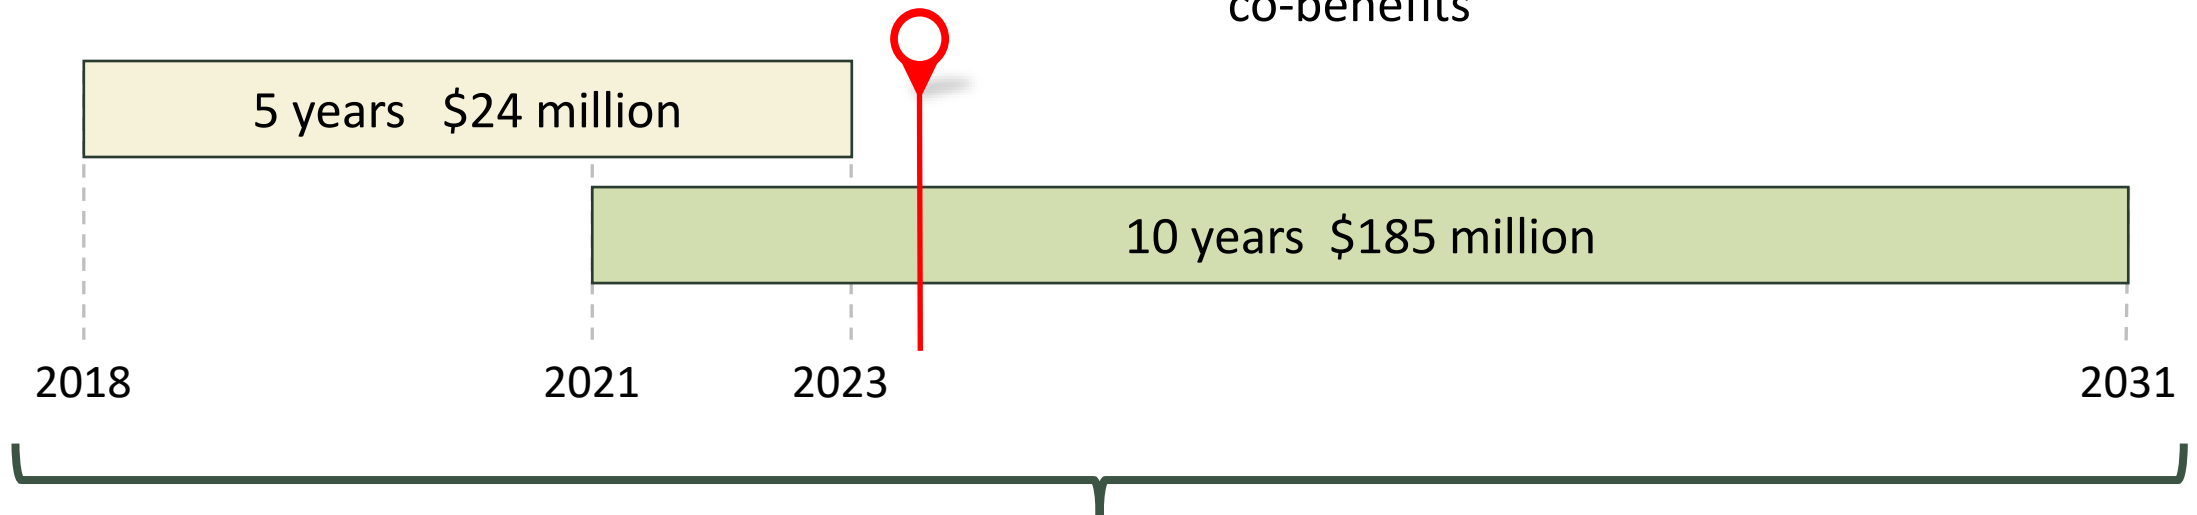 co-benefits
5 years $24 million
10 years $185 million
2018 2021 2023 2031